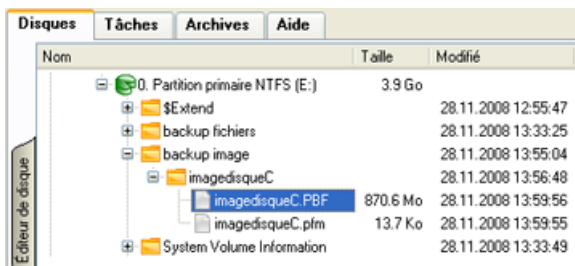 Disques Tâches Archives Aide
Nom Taille Modifié
0. Partition primaire NTFS (E:) 3.9 Go
$Extend 28.11.2008 12:55:47
backup fichiers 28.11.2008 13:33:25
backup image 28.11.2008 13:55:04
imagedisqueC 28.11.2008 13:56:48
imagedisqueC.PBF 870.6 Mo 28.11.2008 13:59:56
imagedisqueC.pfm 13.7 Ko 28.11.2008 13:59:55
System Volume Information 28.11.2008 13:33:49
Éditeur de disque